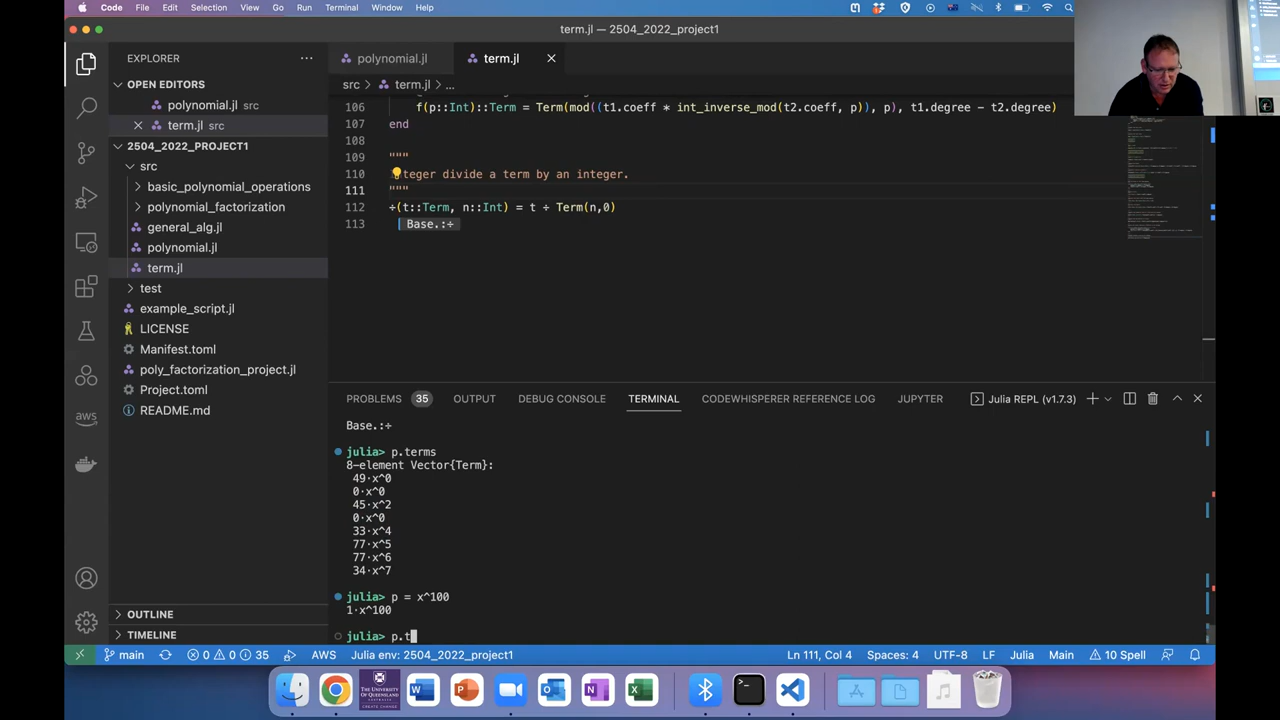 Code File Edit Selection View Go Run Terminal Window Help
term.jl — 2504_2022_project1
EXPLORER
polynomial.jl
term.jl
OPEN EDITORS
src > term.jl > ...
polynomial.jl src
106 f(p::Int)::Term = Term(mod((t1.coeff * int_inverse_mod(t2.coeff, p)), p), t1.degree - t2.degree)
term.jl src
107 end
2504_2022_PROJECT1
108
src
109 """
basic_polynomial_operations
110 teger divide a term by an integer.
polynomial_factorization
111 """
general_alg.jl
112 ÷(t::Term, n::Int) = t ÷ Term(n,0)
113 Base.:÷
polynomial.jl
term.jl
test
example_script.jl
LICENSE
Manifest.toml
poly_factorization_project.jl
Project.toml
README.md
PROBLEMS 35 OUTPUT DEBUG CONSOLE TERMINAL CODEWHISPERER REFERENCE LOG JUPYTER Julia REPL (v1.7.3)
Base.:÷
julia> p.terms
8-element Vector{Term}:
49⋅x^0
0⋅x^0
45⋅x^2
0⋅x^0
33⋅x^4
77⋅x^5
77⋅x^6
34⋅x^7
julia> p = x^100
1⋅x^100
julia> p.t
OUTLINE
TIMELINE
main 0 0 35 AWS Julia env: 2504_2022_project1 Ln 111, Col 4 Spaces: 4 UTF-8 LF Julia Main 10 Spell
THE UNIVERSITY OF QUEENSLAND